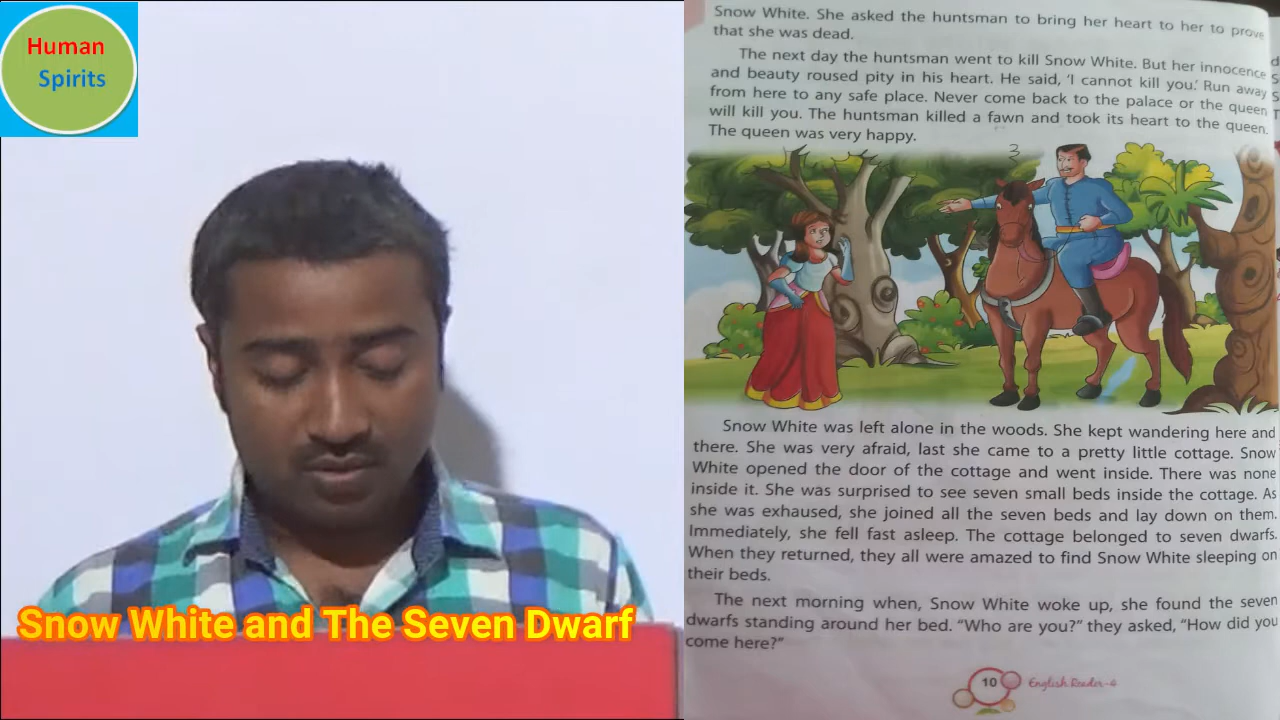 Human
Spirits
Snow White and The Seven Dwarf
Snow White. She asked the huntsman to bring her heart to her to prove
that she was dead.
The next day the huntsman went to kill Snow White. But her innocence
and beauty roused pity in his heart. He said, ‘I cannot kill you.’ Run away
from here to any safe place. Never come back to the palace or the queen
will kill you. The huntsman killed a fawn and took its heart to the queen.
The queen was very happy.
3
Snow White was left alone in the woods. She kept wandering here and
there. She was very afraid, last she came to a pretty little cottage. Snow
White opened the door of the cottage and went inside. There was none
inside it. She was surprised to see seven small beds inside the cottage. As
she was exhaused, she joined all the seven beds and lay down on them.
Immediately, she fell fast asleep. The cottage belonged to seven dwarfs.
When they returned, they all were amazed to find Snow White sleeping on
their beds.
The next morning when, Snow White woke up, she found the seven
dwarfs standing around her bed. “Who are you?” they asked, “How did you
come here?”
10 English Reader-4